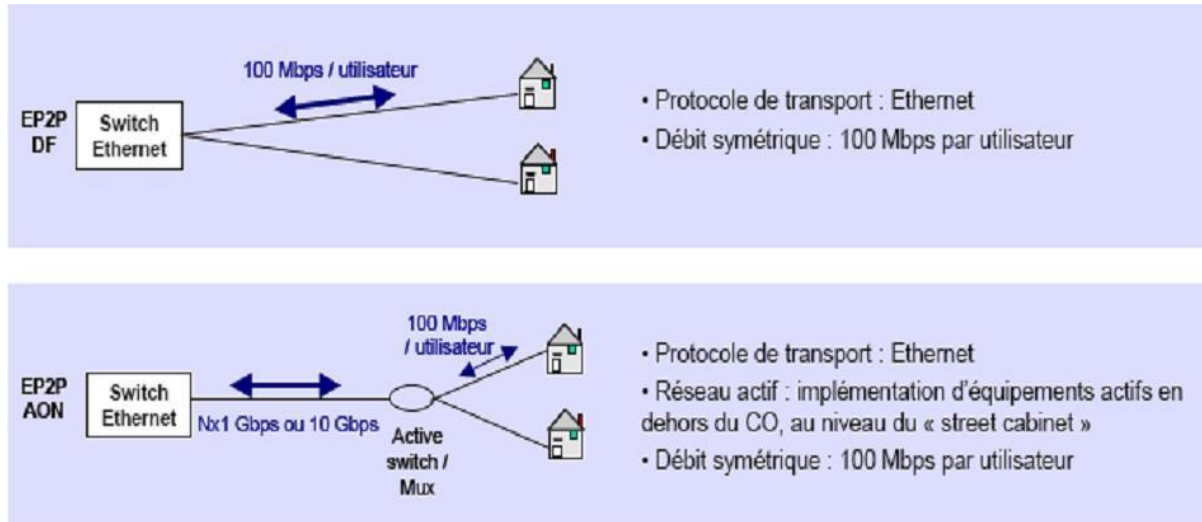 EP2P
DF
Switch
Ethernet
100 Mbps / utilisateur
• Protocole de transport : Ethernet
• Débit symétrique : 100 Mbps par utilisateur
EP2P
AON
Switch
Ethernet
Nx1 Gbps ou 10 Gbps
Active
switch /
Mux
100 Mbps
/ utilisateur
• Protocole de transport : Ethernet
• Réseau actif : implémentation d'équipements actifs en
dehors du CO, au niveau du « street cabinet »
• Débit symétrique : 100 Mbps par utilisateur